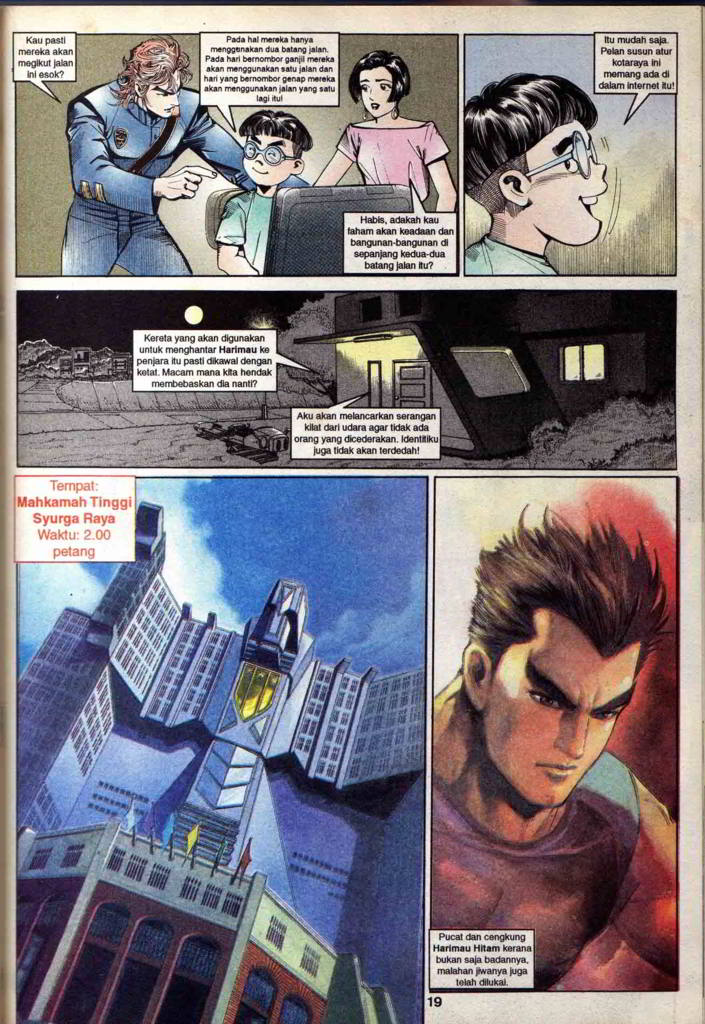 Kau pasti
mereka akan
megikut jalan
ini esok?
Pada hal mereka hanya
menggunakan dua batang jalan.
Pada hari bernombor ganjil mereka
akan menggunakan satu jalan dan
hari yang bernombor genap mereka
akan menggunakan jalan yang satu
lagi itu!
Habis, adakah kau
faham akan keadaan dan
bangunan-bangunan di
sepanjang kedua-dua
batang jalan itu?
Itu mudah saja.
Pelan susun atur
kotaraya ini
memang ada di
dalam internet itu!
Kereta yang akan digunakan
untuk menghantar Harimau ke
penjara itu pasti dikawal dengan
ketat. Macam mana kita hendak
membebaskan dia nanti?
Aku akan melancarkan serangan
kilat dari udara agar tidak ada
orang yang dicederakan. Identitiku
juga tidak akan terdedah!
Tempat:
Mahkamah Tinggi
Syurga Raya
Waktu: 2.00
petang
Pucat dan cengkung
Harimau Hitam kerana
bukan saja badannya,
malahan jiwanya juga
telah dilukai.
19